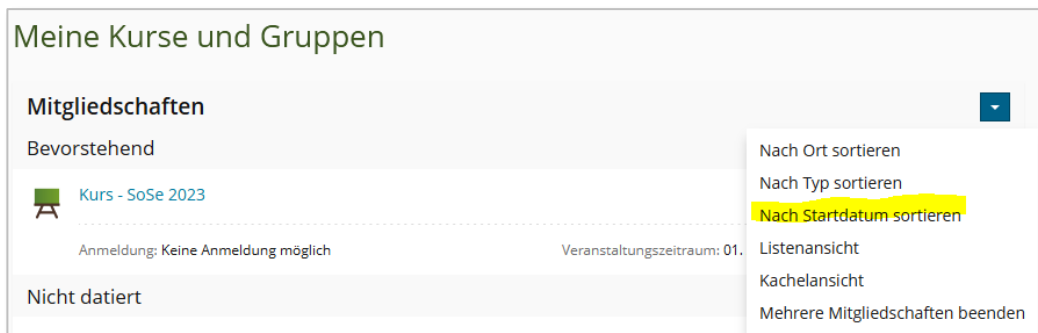 Meine Kurse und Gruppen
Mitgliedschaften
Bevorstehend
Kurs - SoSe 2023
Anmeldung: Keine Anmeldung möglich
Veranstaltungszeitraum: 01.
Nicht datiert
Nach Ort sortieren
Nach Typ sortieren
Nach Startdatum sortieren
Listenansicht
Kachelansicht
Mehrere Mitgliedschaften beenden